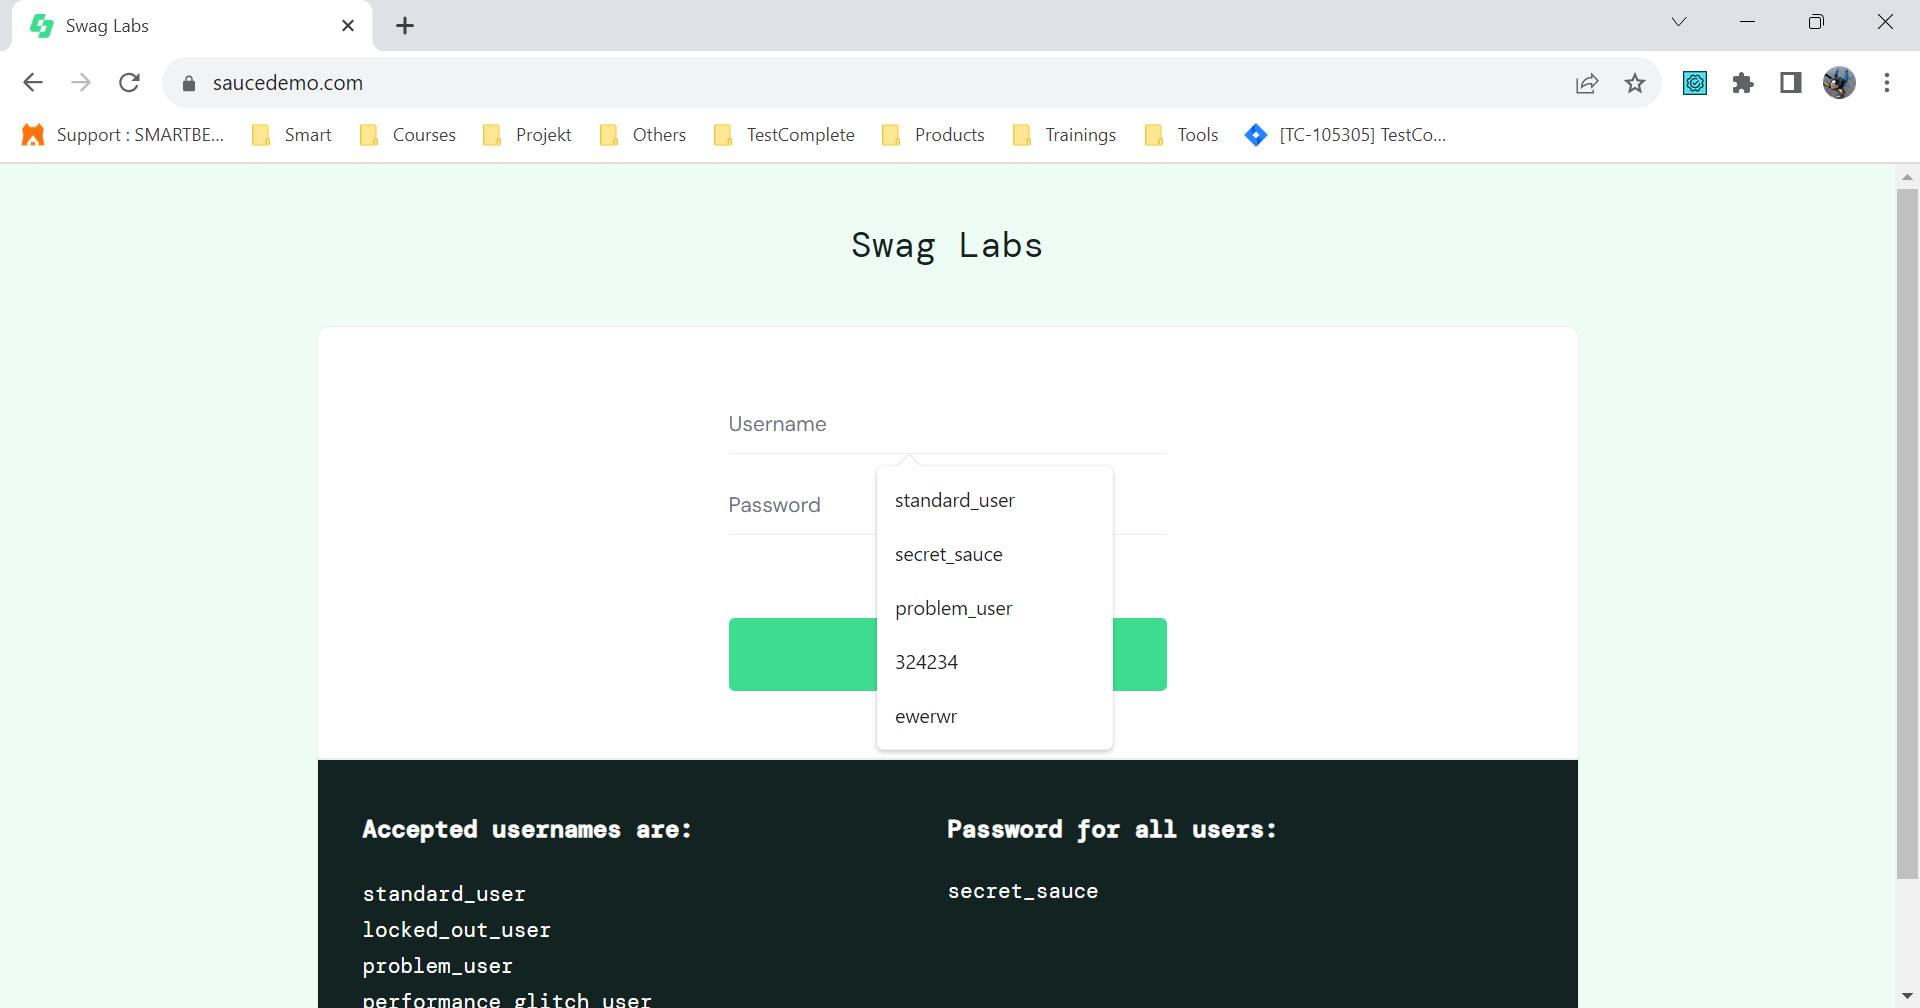 Swag Labs
saucedemo.com
Support : SMARTBE... Smart Courses Projekt Others TestComplete Products Trainings Tools [TC-105305] TestCo...
Swag Labs
Username
Password
standard_user
secret_sauce
problem_user
324234
ewerwr
Accepted usernames are:
standard_user
locked_out_user
problem_user
performance_glitch_user
Password for all users:
secret_sauce